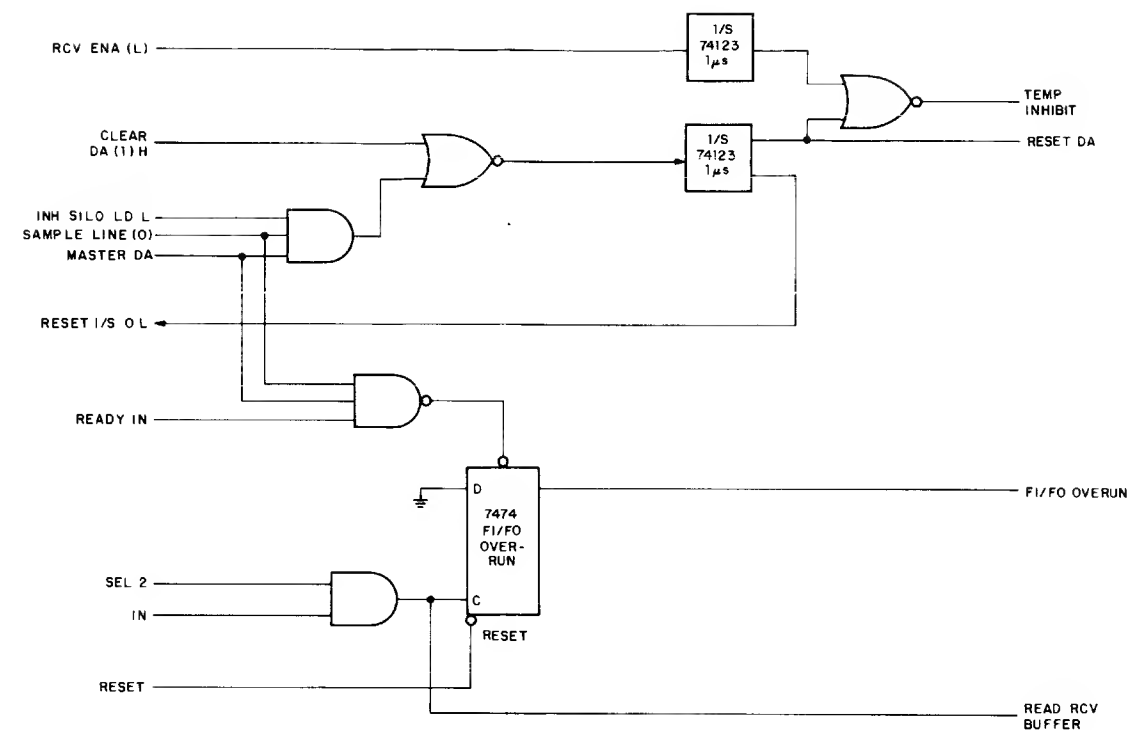 RCV ENA (L)
1/S
74123
1μs
TEMP
INHIBIT
CLEAR
DA (1) H
1/S
74123
1μs
RESET DA
INH SILO LD L
SAMPLE LINE (0)
MASTER DA
RESET 1/S 0 L
READY IN
D
7474
FI/FO
OVER-
RUN
C
FI/FO OVERUN
SEL 2
IN
RESET
RESET
READ RCV
BUFFER